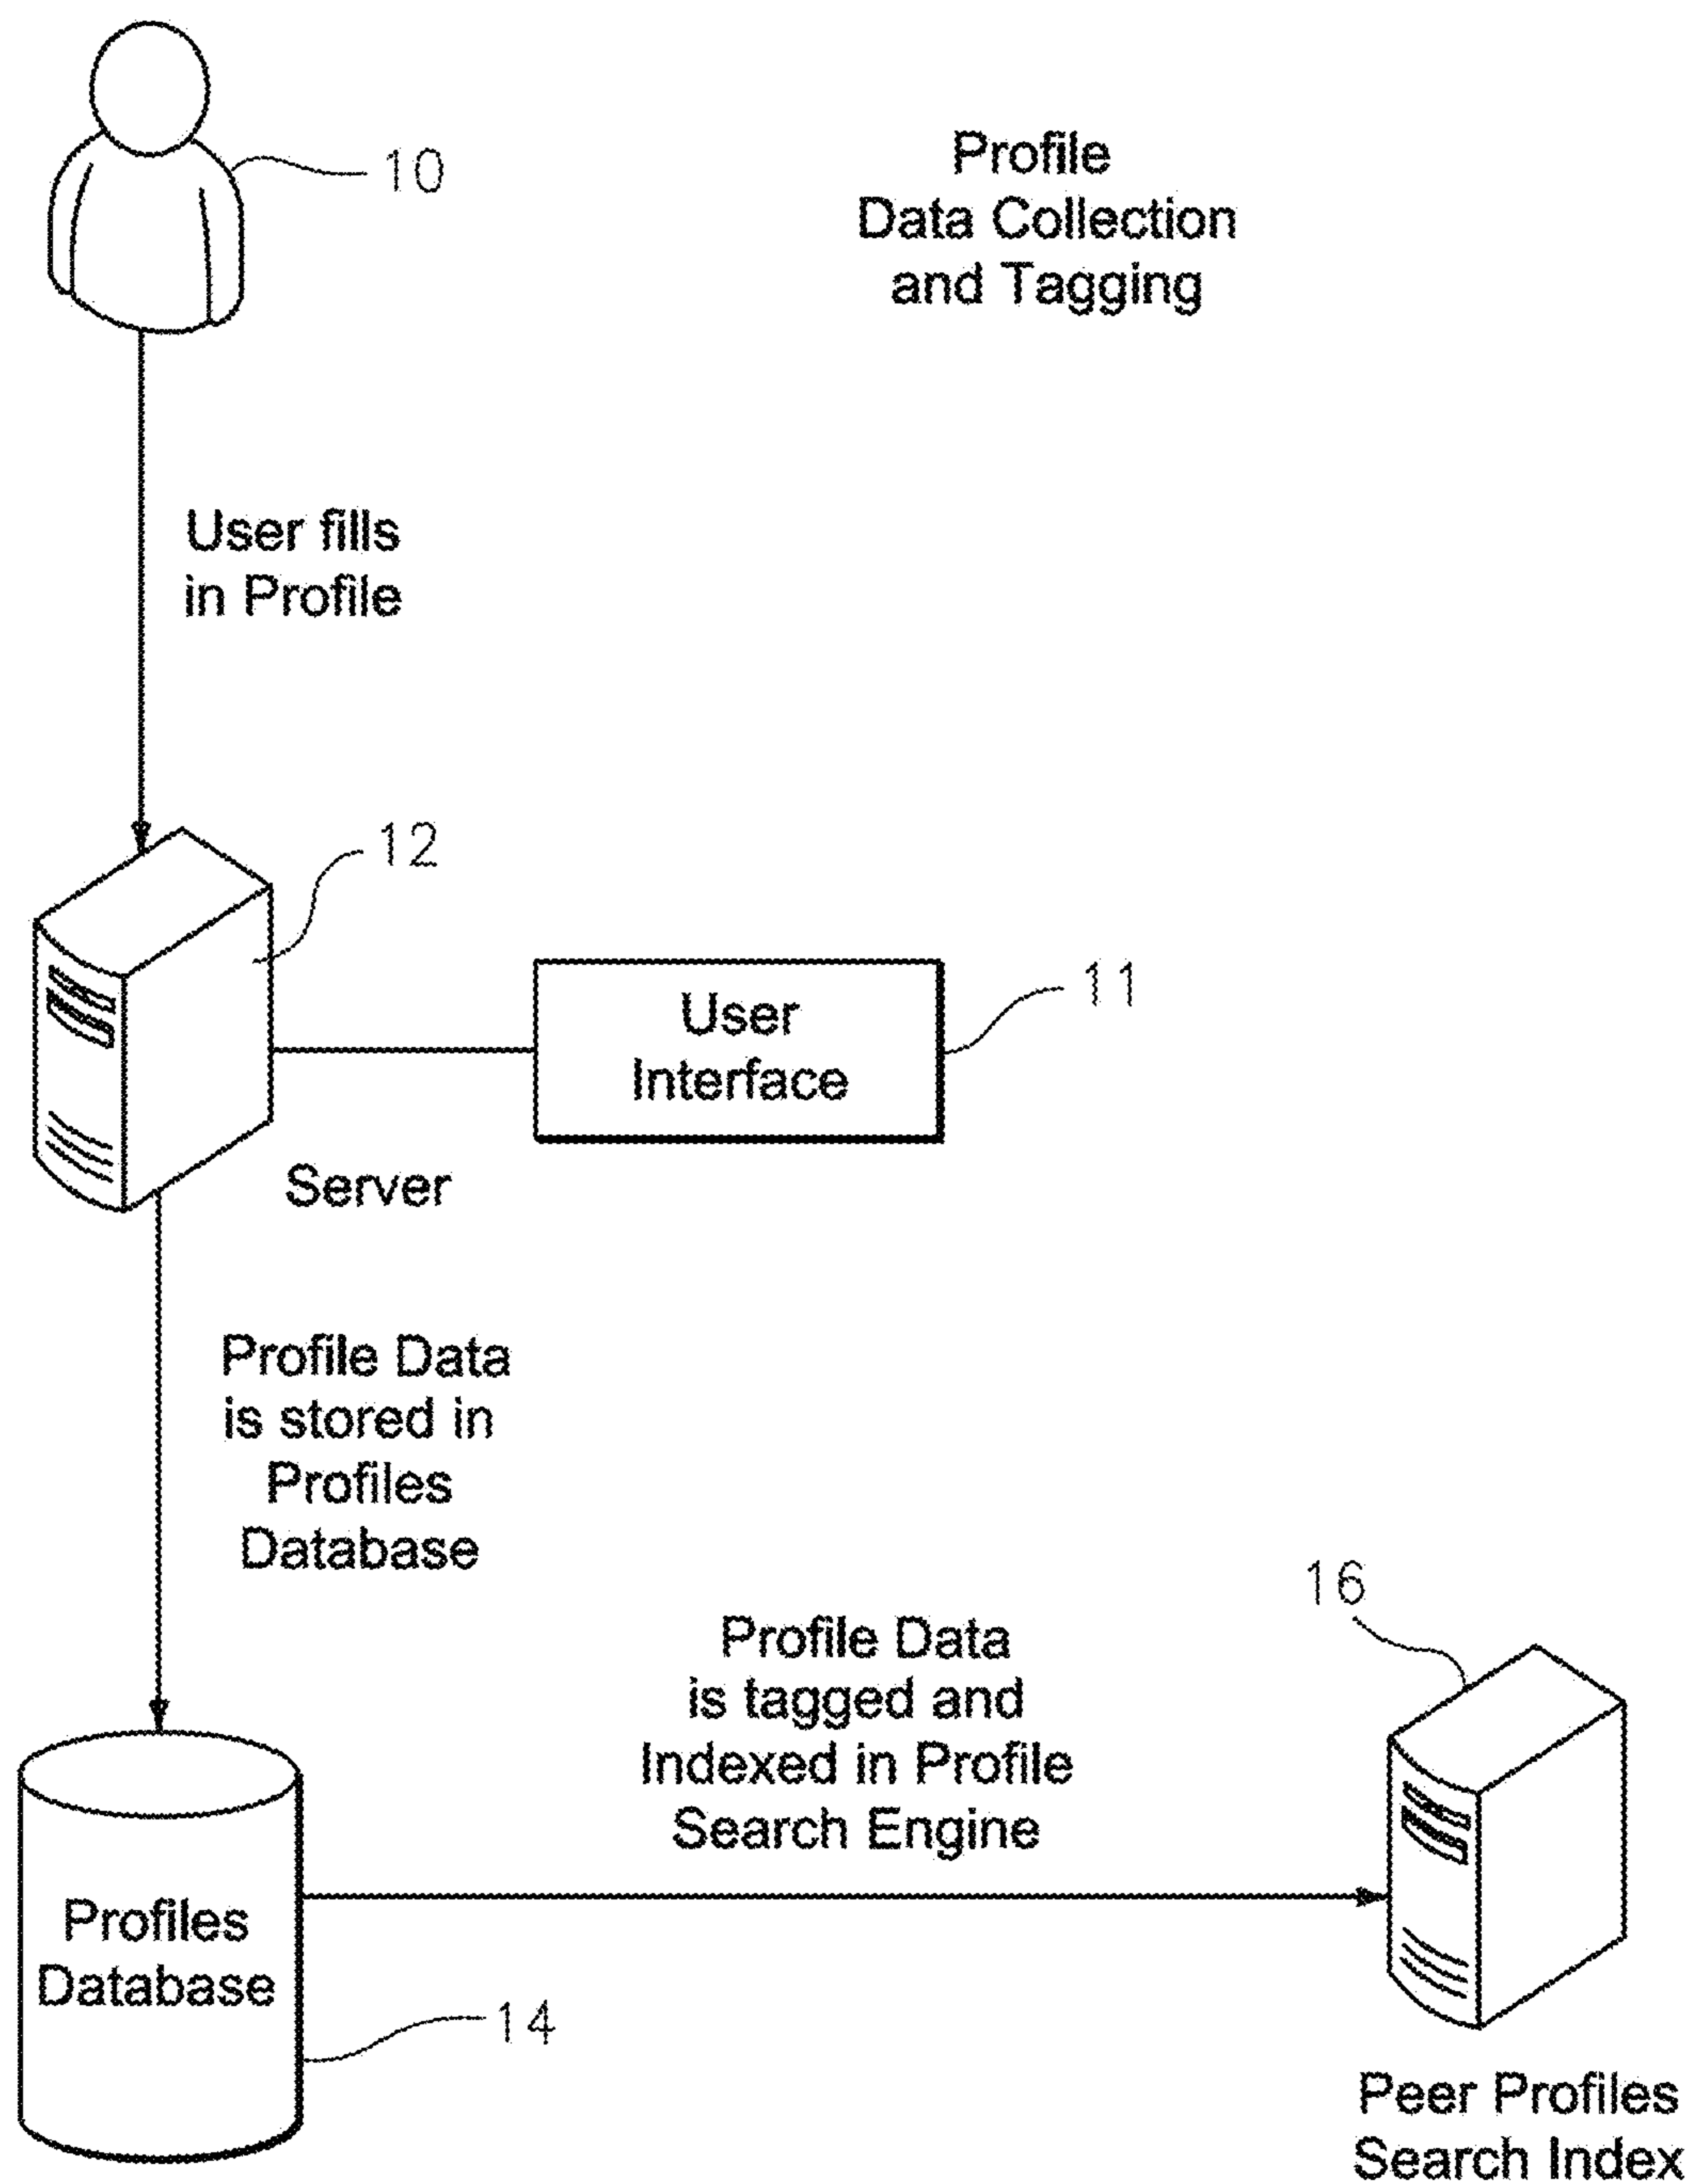 10
Profile
Data Collection
and Tagging
User fills
in Profile
12
11
User
Interface
Server
Profile Data
is stored in
Profiles
Database
16
Profile Data
is tagged and
Indexed in Profile
Search Engine
Profiles
Database
14
Peer Profiles
Search Index